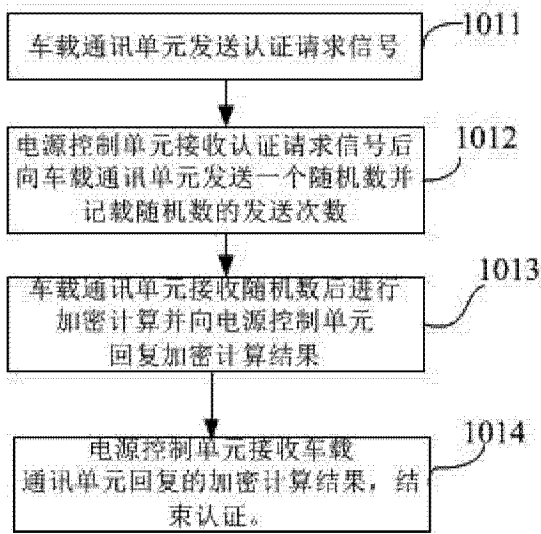 车载通讯单元发送认证请求信号
1011
电源控制单元接收认证请求信号后
向车载通讯单元发送一个随机数并
记载随机数的发送次数
1012
车载通讯单元接收随机数后进行
加密计算并向电源控制单元
回复加密计算结果
1013
电源控制单元接收车载
通讯单元回复的加密计算结果，结
束认证。
1014